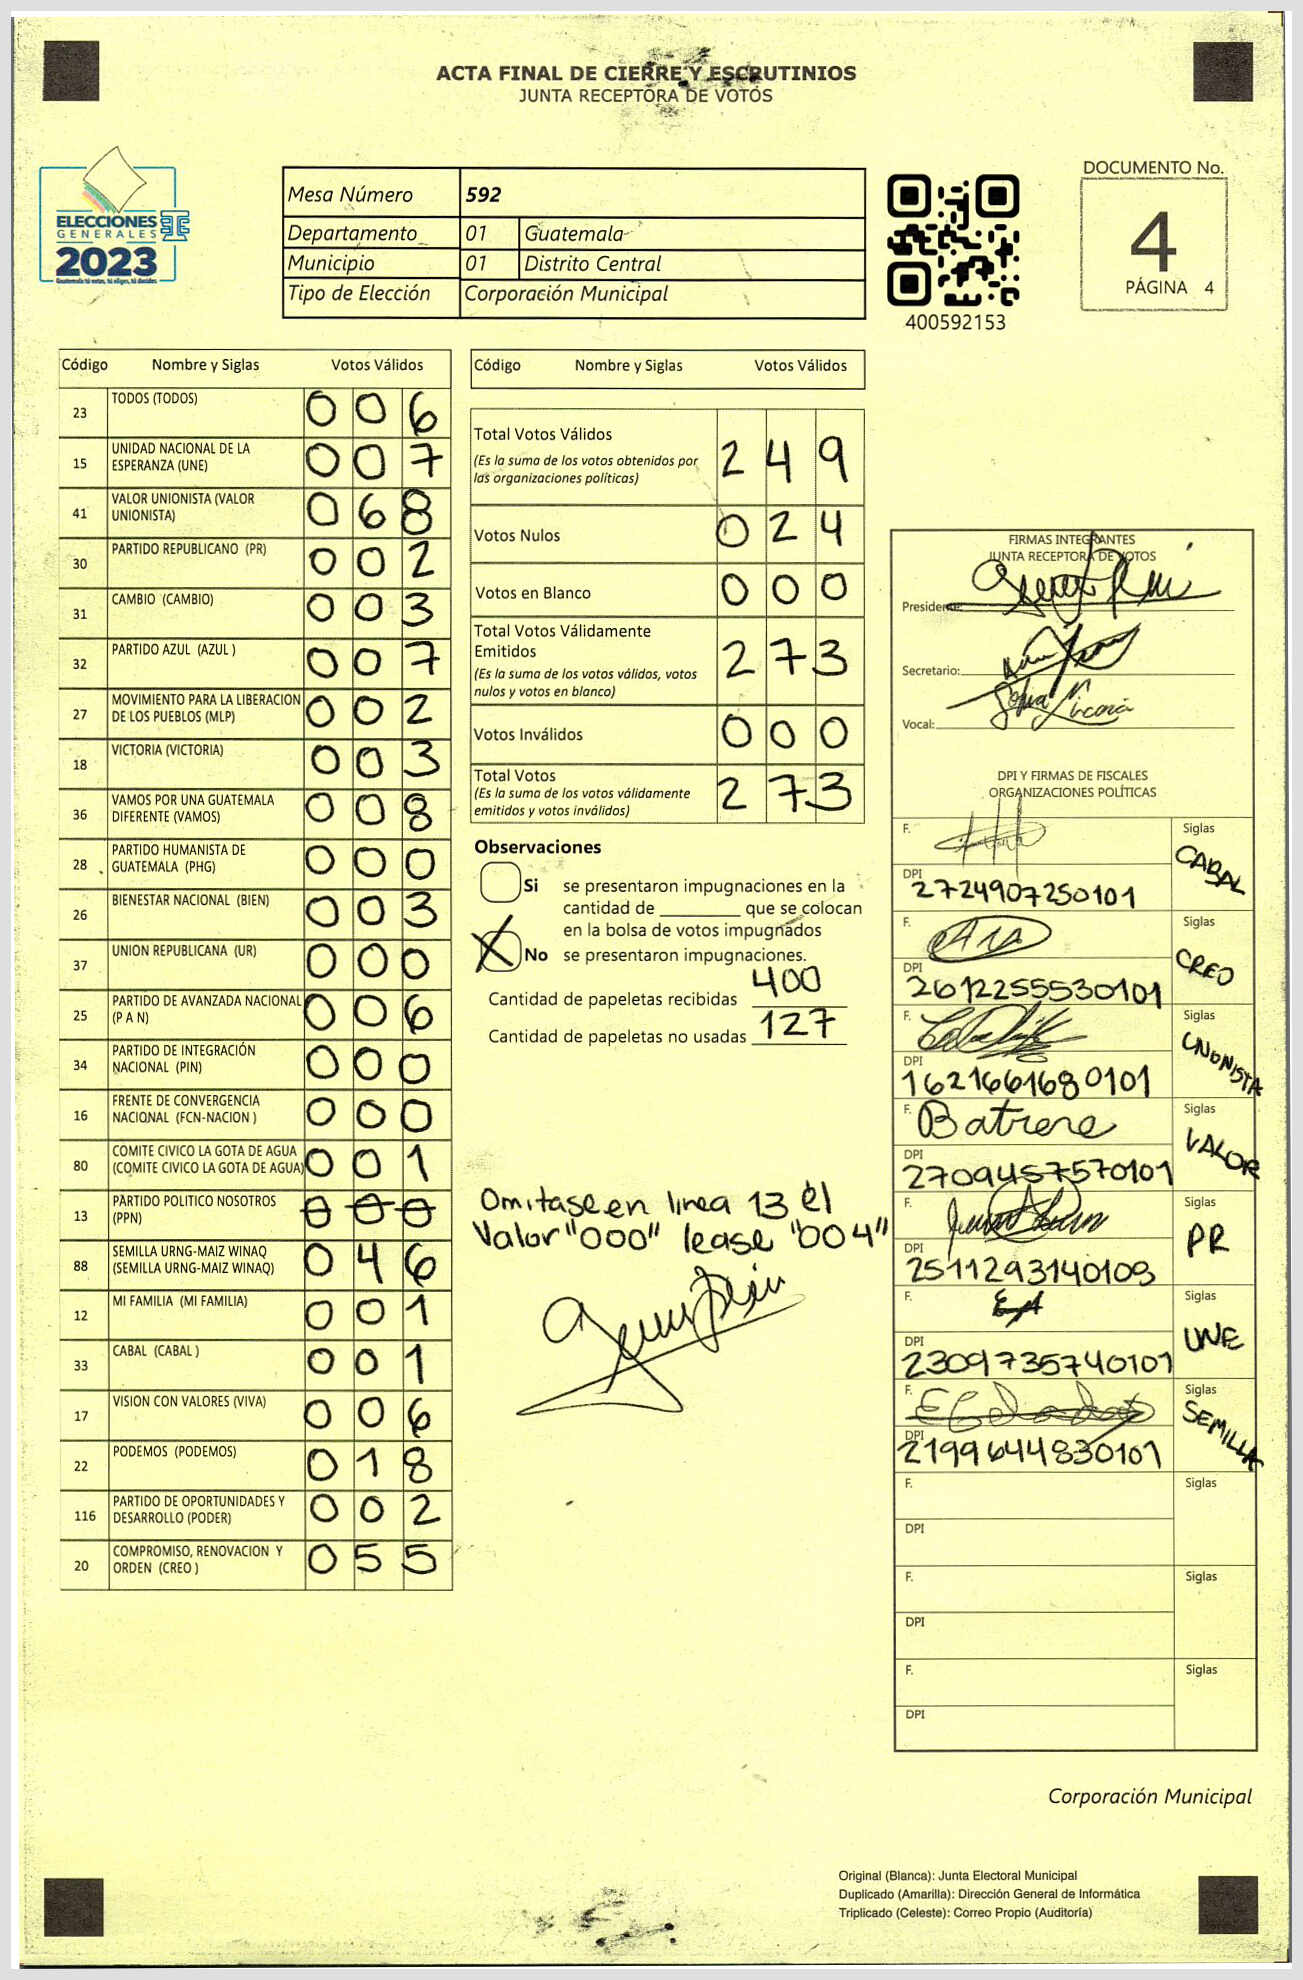 ACTA FINAL DE CIERRE Y ESCRUTINIOS
JUNTA RECEPTORA DE VOTOS
ELECCIONES
GENERALES
2023
Guatemala tú votas, tú eliges, tú decides
Mesa Número 592
Departamento 01 Guatemala
Municipio 01 Distrito Central
Tipo de Elección Corporación Municipal
400592153
DOCUMENTO No.
4
PÁGINA 4
Código Nombre y Siglas Votos Válidos
23 TODOS (TODOS) 0 0 6
15 UNIDAD NACIONAL DE LA
ESPERANZA (UNE) 0 0 7
41 VALOR UNIONISTA (VALOR
UNIONISTA) 0 6 8
30 PARTIDO REPUBLICANO (PR) 0 0 2
31 CAMBIO (CAMBIO) 0 0 3
32 PARTIDO AZUL (AZUL ) 0 0 7
27 MOVIMIENTO PARA LA LIBERACION
DE LOS PUEBLOS (MLP) 0 0 2
18 VICTORIA (VICTORIA) 0 0 3
36 VAMOS POR UNA GUATEMALA
DIFERENTE (VAMOS) 0 0 8
28 PARTIDO HUMANISTA DE
GUATEMALA (PHG) 0 0 0
26 BIENESTAR NACIONAL (BIEN) 0 0 3
37 UNION REPUBLICANA (UR) 0 0 0
25 PARTIDO DE AVANZADA NACIONAL
(P A N) 0 0 6
34 PARTIDO DE INTEGRACIÓN
NACIONAL (PIN) 0 0 0
16 FRENTE DE CONVERGENCIA
NACIONAL (FCN-NACION ) 0 0 0
80 COMITE CIVICO LA GOTA DE AGUA
(COMITE CIVICO LA GOTA DE AGUA) 0 0 1
13 PARTIDO POLITICO NOSOTROS
(PPN) 0 0 0
88 SEMILLA URNG-MAIZ WINAQ
(SEMILLA URNG-MAIZ WINAQ) 0 4 6
12 MI FAMILIA (MI FAMILIA) 0 0 1
33 CABAL (CABAL ) 0 0 1
17 VISION CON VALORES (VIVA) 0 0 6
22 PODEMOS (PODEMOS) 0 1 8
116 PARTIDO DE OPORTUNIDADES Y
DESARROLLO (PODER) 0 0 2
20 COMPROMISO, RENOVACION Y
ORDEN (CREO ) 0 5 5
Código Nombre y Siglas Votos Válidos
Total Votos Válidos
(Es la suma de los votos obtenidos por
las organizaciones políticas) 2 4 9
Votos Nulos 0 2 4
Votos en Blanco 0 0 0
Total Votos Válidamente
Emitidos
(Es la suma de los votos válidos, votos
nulos y votos en blanco) 2 7 3
Votos Inválidos 0 0 0
Total Votos
(Es la suma de los votos válidamente
emitidos y votos inválidos) 2 7 3
Observaciones
Si se presentaron impugnaciones en la
cantidad de ________ que se colocan
en la bolsa de votos impugnados
X No se presentaron impugnaciones.
Cantidad de papeletas recibidas 400
Cantidad de papeletas no usadas 127
Omitase en linea 13 él
Valor "000" lease "004"
FIRMAS INTEGRANTES
JUNTA RECEPTORA DE VOTOS
Presidente:
Secretario:
Vocal:
DPI Y FIRMAS DE FISCALES
ORGANIZACIONES POLÍTICAS
F. Siglas
CABAL
DPI
2724907250101
F. Siglas
CREO
DPI
2612255530101
F. Siglas
UNONISTA
DPI
1621661680101
F. Batrene Siglas
VALOR
DPI
2709457570101
F. Siglas
PR
DPI
2511293140103
F. Siglas
UNE
DPI
2309735740101
F. Siglas
SEMILLA
DPI
2199644830101
F. Siglas
DPI
F. Siglas
DPI
F. Siglas
DPI
Corporación Municipal
Original (Blanca): Junta Electoral Municipal
Duplicado (Amarilla): Dirección General de Informática
Triplicado (Celeste): Correo Propio (Auditoría)